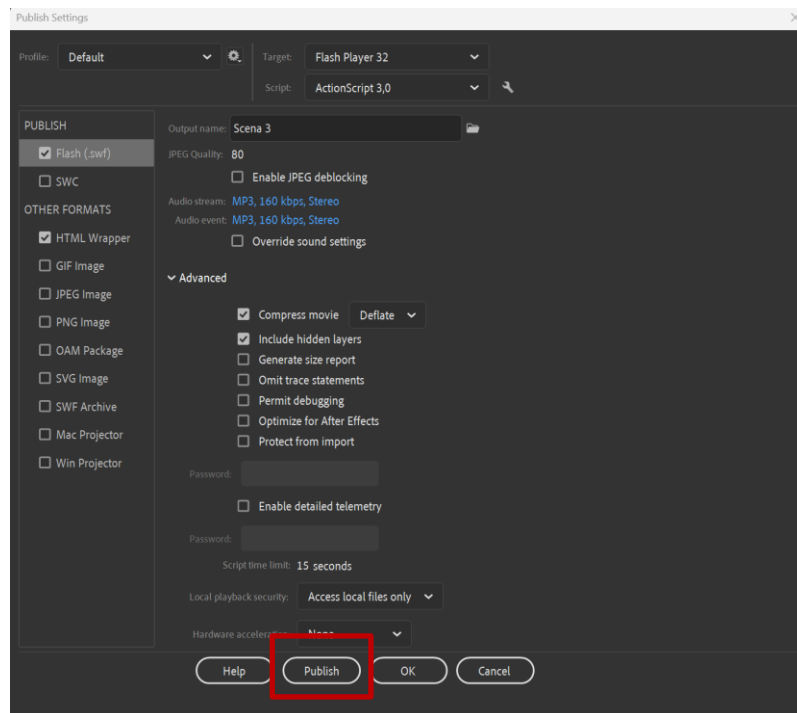 Publish Settings
Profile: Default Target: Flash Player 32
Script: ActionScript 3,0
PUBLISH
Flash (.swf)
SWC
OTHER FORMATS
HTML Wrapper
GIF Image
JPEG Image
PNG Image
OAM Package
SVG Image
SWF Archive
Mac Projector
Win Projector
Output name: Scena 3
JPEG Quality: 80
Enable JPEG deblocking
Audio stream: MP3, 160 kbps, Stereo
Audio event: MP3, 160 kbps, Stereo
Override sound settings
Advanced
Compress movie Deflate
Include hidden layers
Generate size report
Omit trace statements
Permit debugging
Optimize for After Effects
Protect from import
Password:
Enable detailed telemetry
Password:
Script time limit: 15 seconds
Local playback security: Access local files only
Hardware acceleration: None
Help Publish OK Cancel